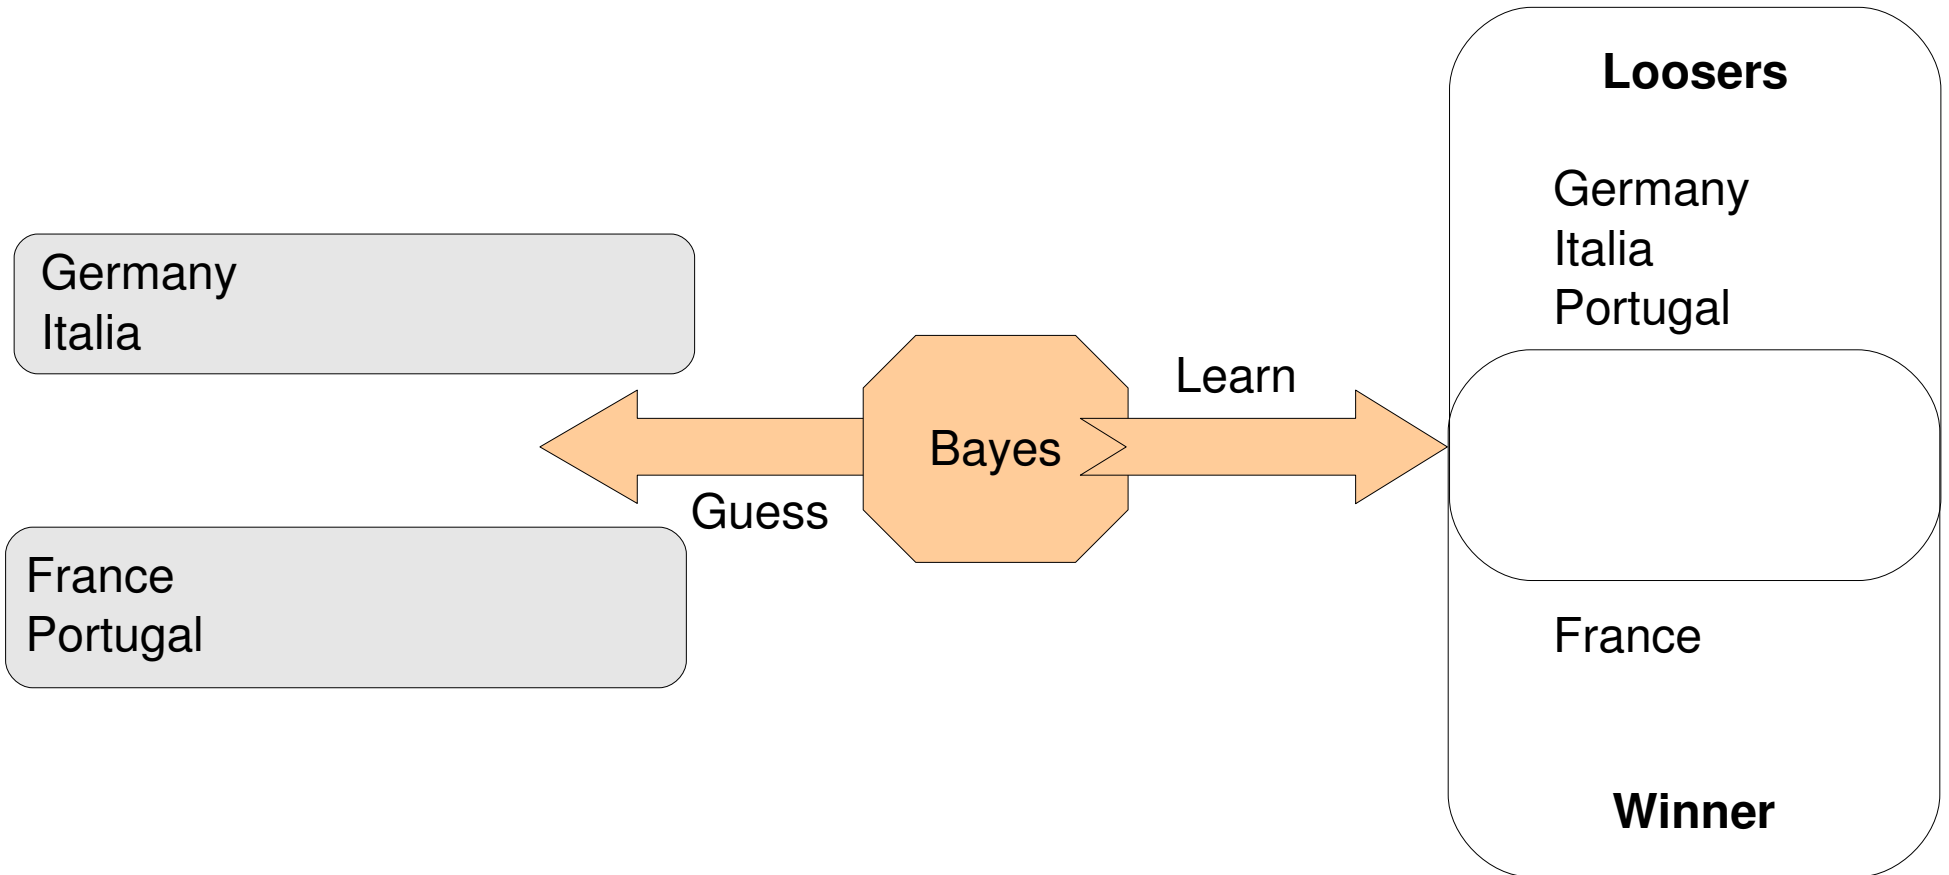 Germany
Italia
France
Portugal
Guess
Bayes
Learn
Loosers
Germany
Italia
Portugal
France
Winner